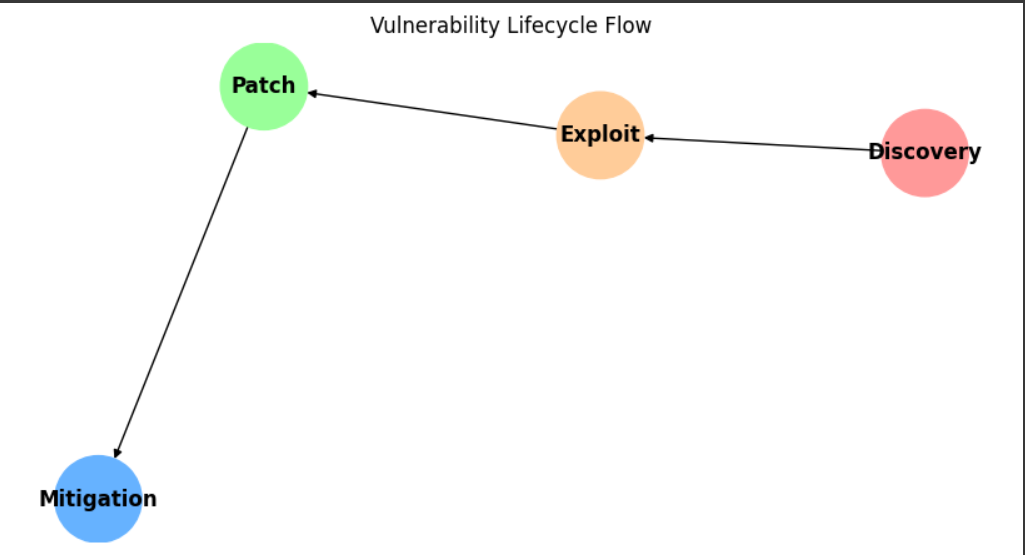 Vulnerability Lifecycle Flow
Patch
Exploit
Discovery
Mitigation